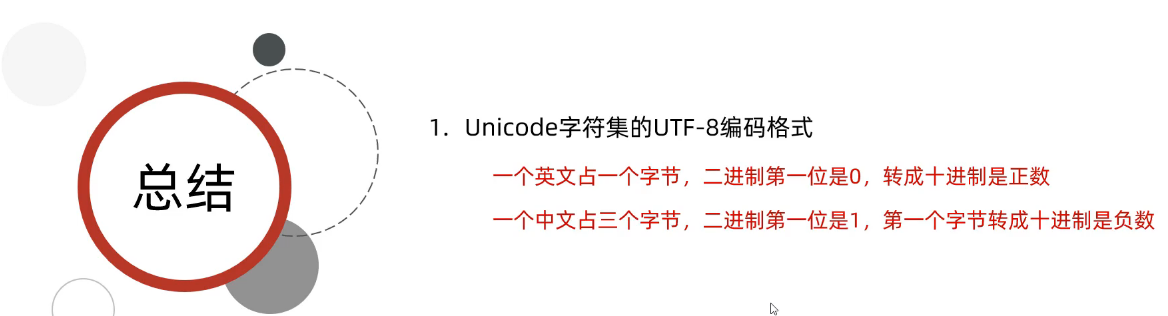 总结
1. Unicode字符集的UTF-8编码格式
一个英文占一个字节，二进制第一位是0，转成十进制是正数
一个中文占三个字节，二进制第一位是1，第一个字节转成十进制是负数